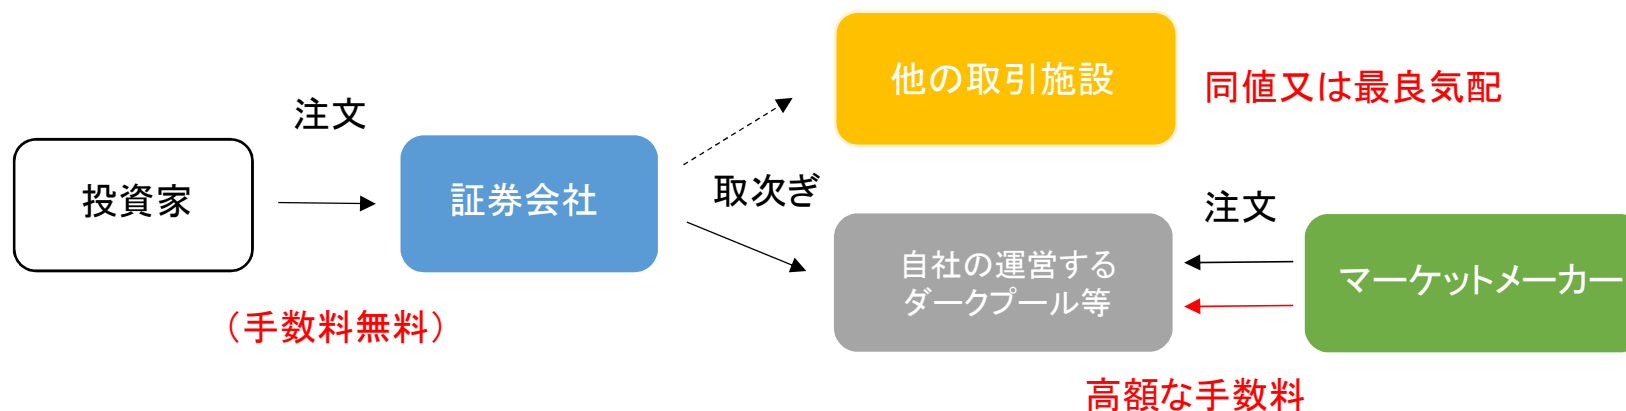 他の取引施設
同値又は最良気配
注文
投資家
証券会社
取次ぎ
注文
自社の運営する
ダークプール等
マーケットメーカー
（手数料無料）
高額な手数料